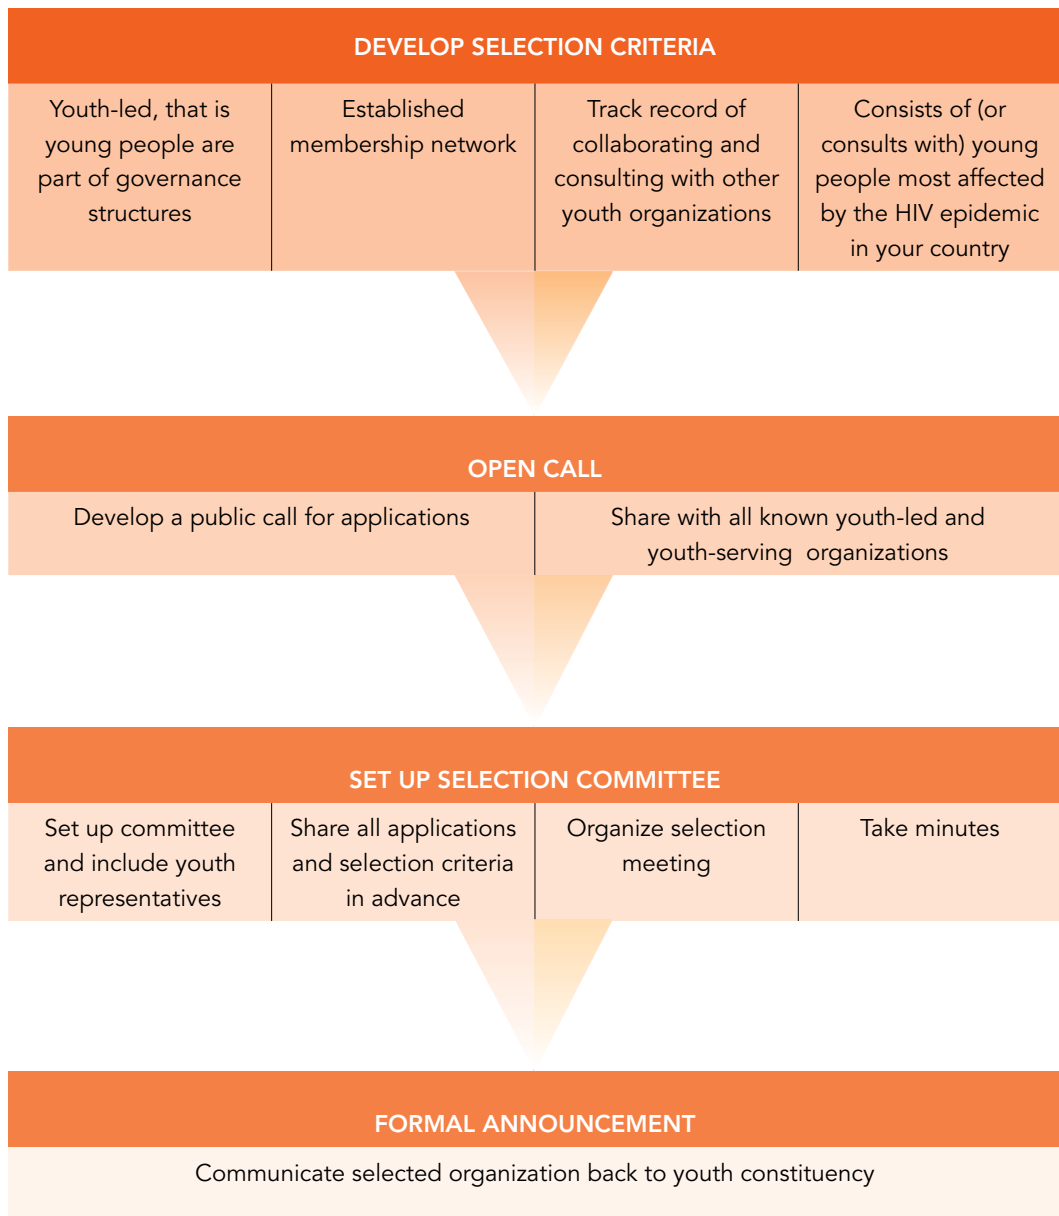 DEVELOP SELECTION CRITERIA
Youth-led, that is
young people are
part of governance
structures
Established
membership network
Track record of
collaborating and
consulting with other
youth organizations
Consists of (or
consults with) young
people most affected
by the HIV epidemic
in your country
OPEN CALL
Develop a public call for applications
Share with all known youth-led and
youth-serving organizations
SET UP SELECTION COMMITTEE
Set up committee
and include youth
representatives
Share all applications
and selection criteria
in advance
Organize selection
meeting
Take minutes
FORMAL ANNOUNCEMENT
Communicate selected organization back to youth constituency